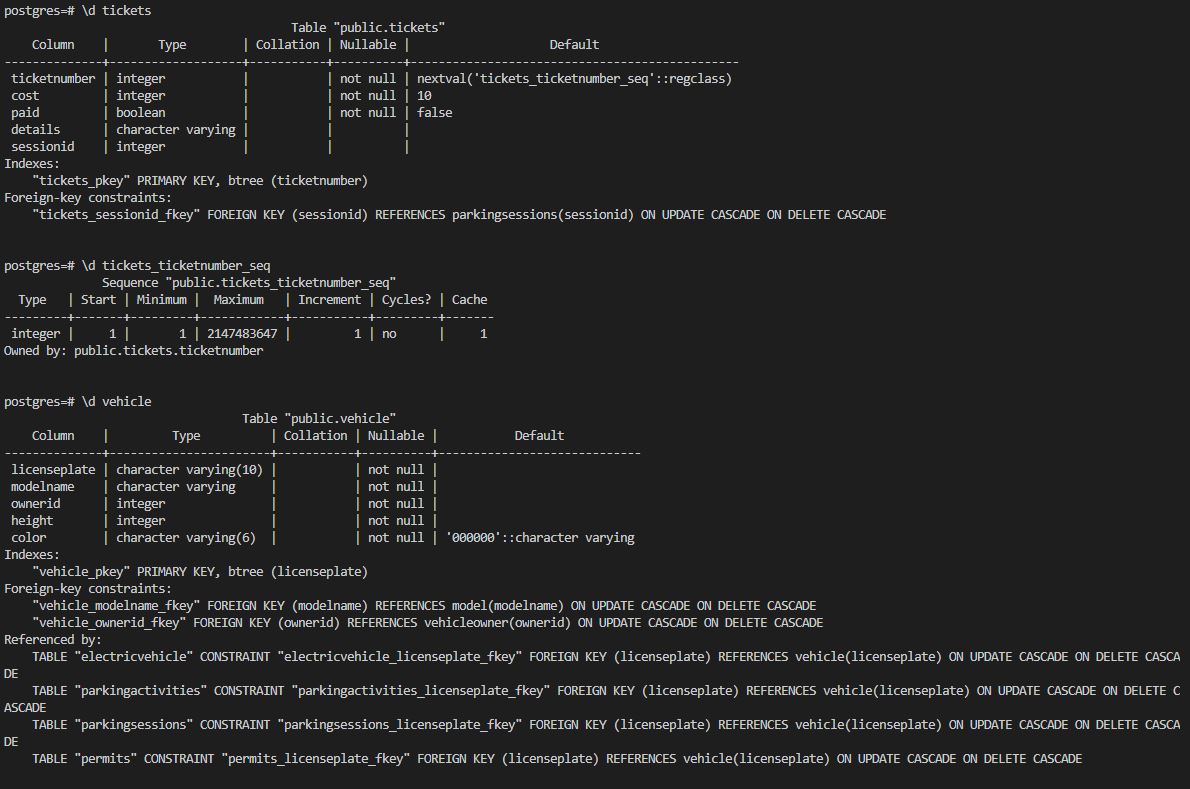 postgres=# \d tickets
                                         Table "public.tickets"
    Column    |       Type        | Collation | Nullable |                    Default
--------------+-------------------+-----------+----------+-----------------------------------------------
 ticketnumber | integer           |           | not null | nextval('tickets_ticketnumber_seq'::regclass)
 cost         | integer           |           | not null | 10
 paid         | boolean           |           | not null | false
 details      | character varying |           |          |
 sessionid    | integer           |           |          |
Indexes:
    "tickets_pkey" PRIMARY KEY, btree (ticketnumber)
Foreign-key constraints:
    "tickets_sessionid_fkey" FOREIGN KEY (sessionid) REFERENCES parkingsessions(sessionid) ON UPDATE CASCADE ON DELETE CASCADE


postgres=# \d tickets_ticketnumber_seq
              Sequence "public.tickets_ticketnumber_seq"
  Type   | Start | Minimum |  Maximum   | Increment | Cycles? | Cache
---------+-------+---------+------------+-----------+---------+-------
 integer |     1 |       1 | 2147483647 |         1 | no      |     1
Owned by: public.tickets.ticketnumber


postgres=# \d vehicle
                                  Table "public.vehicle"
    Column    |         Type          | Collation | Nullable |           Default
--------------+-----------------------+-----------+----------+-----------------------------
 licenseplate | character varying(10) |           | not null |
 modelname    | character varying     |           | not null |
 ownerid      | integer               |           | not null |
 height       | integer               |           | not null |
 color        | character varying(6)  |           | not null | '000000'::character varying
Indexes:
    "vehicle_pkey" PRIMARY KEY, btree (licenseplate)
Foreign-key constraints:
    "vehicle_modelname_fkey" FOREIGN KEY (modelname) REFERENCES model(modelname) ON UPDATE CASCADE ON DELETE CASCADE
    "vehicle_ownerid_fkey" FOREIGN KEY (ownerid) REFERENCES vehicleowner(ownerid) ON UPDATE CASCADE ON DELETE CASCADE
Referenced by:
    TABLE "electricvehicle" CONSTRAINT "electricvehicle_licenseplate_fkey" FOREIGN KEY (licenseplate) REFERENCES vehicle(licenseplate) ON UPDATE CASCADE ON DELETE CASCA
DE
    TABLE "parkingactivities" CONSTRAINT "parkingactivities_licenseplate_fkey" FOREIGN KEY (licenseplate) REFERENCES vehicle(licenseplate) ON UPDATE CASCADE ON DELETE C
ASCADE
    TABLE "parkingsessions" CONSTRAINT "parkingsessions_licenseplate_fkey" FOREIGN KEY (licenseplate) REFERENCES vehicle(licenseplate) ON UPDATE CASCADE ON DELETE CASCA
DE
    TABLE "permits" CONSTRAINT "permits_licenseplate_fkey" FOREIGN KEY (licenseplate) REFERENCES vehicle(licenseplate) ON UPDATE CASCADE ON DELETE CASCADE